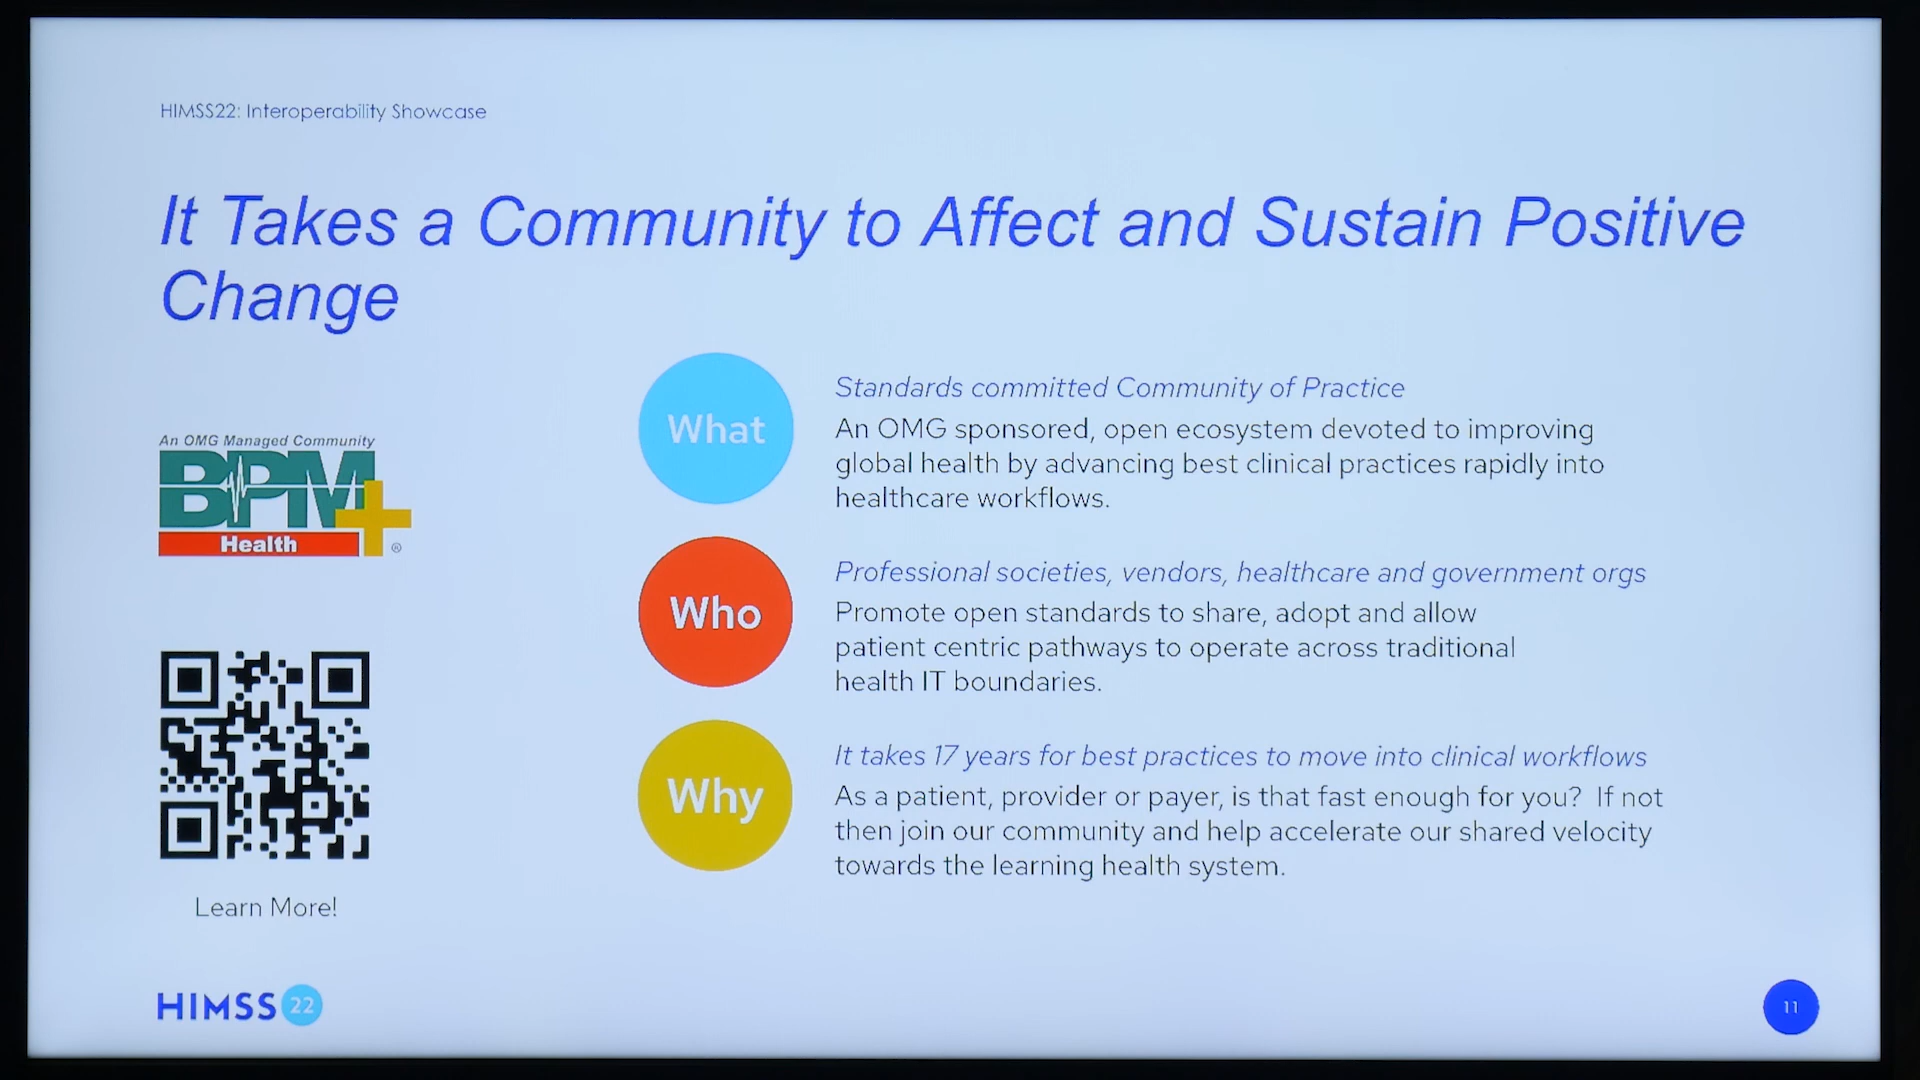 HIMSS22: Interoperability Showcase
It Takes a Community to Affect and Sustain Positive
Change
An OMG Managed Community
BPM+
Health ®
Learn More!
What
Standards committed Community of Practice
An OMG sponsored, open ecosystem devoted to improving
global health by advancing best clinical practices rapidly into
healthcare workflows.
Who
Professional societies, vendors, healthcare and government orgs
Promote open standards to share, adopt and allow
patient centric pathways to operate across traditional
health IT boundaries.
Why
It takes 17 years for best practices to move into clinical workflows
As a patient, provider or payer, is that fast enough for you?  If not
then join our community and help accelerate our shared velocity
towards the learning health system.
HIMSS 22
11